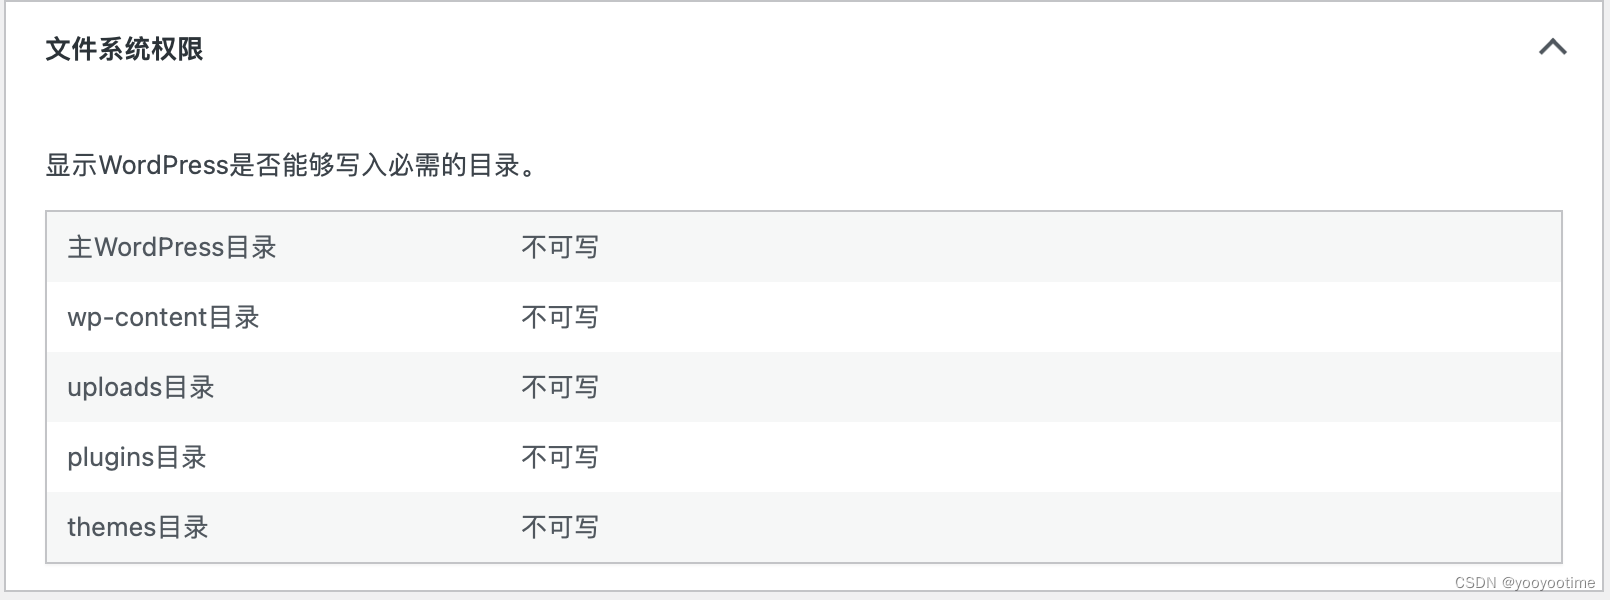 文件系统权限
显示WordPress是否能够写入必需的目录。
主WordPress目录 不可写
wp-content目录 不可写
uploads目录 不可写
plugins目录 不可写
themes目录 不可写
CSDN @yooyootime